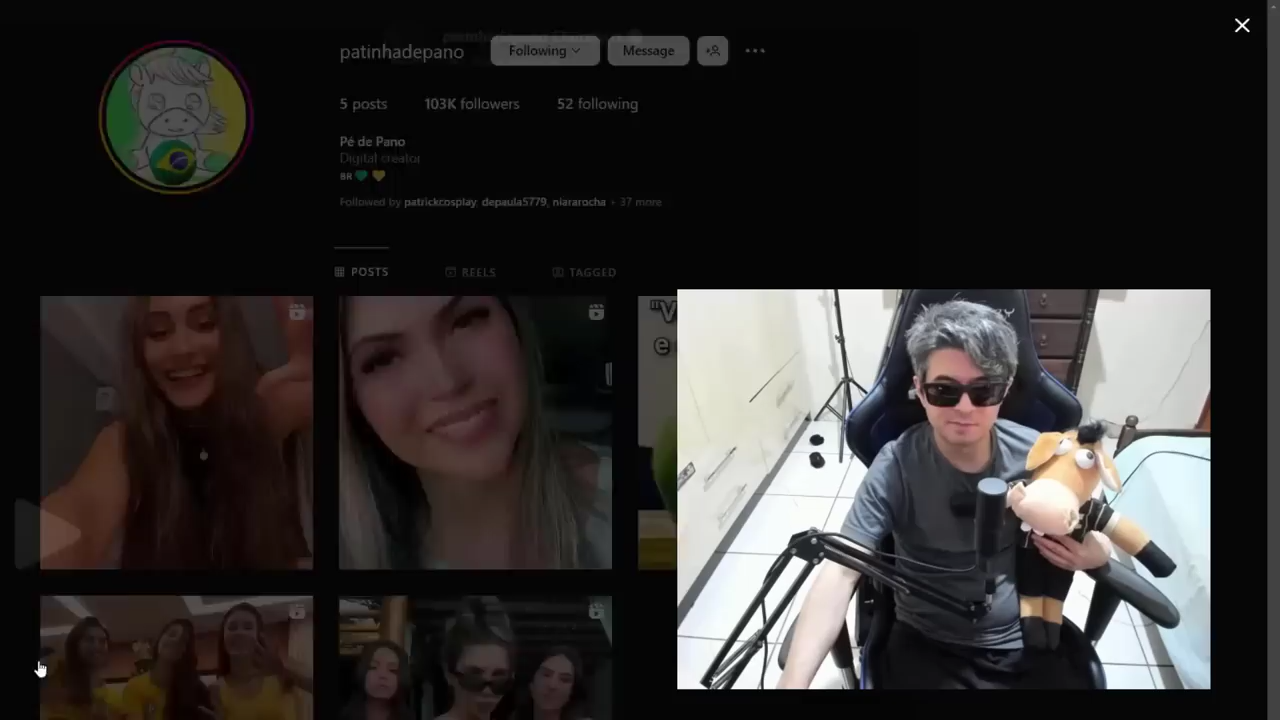 patinhadepano Following Message
5 posts 103K followers 52 following
Pé de Pano
Digital creator
BR
Followed by patrickcosplay, depaula5779, niararocha • 37 more
POSTS REELS TAGGED
"V
e